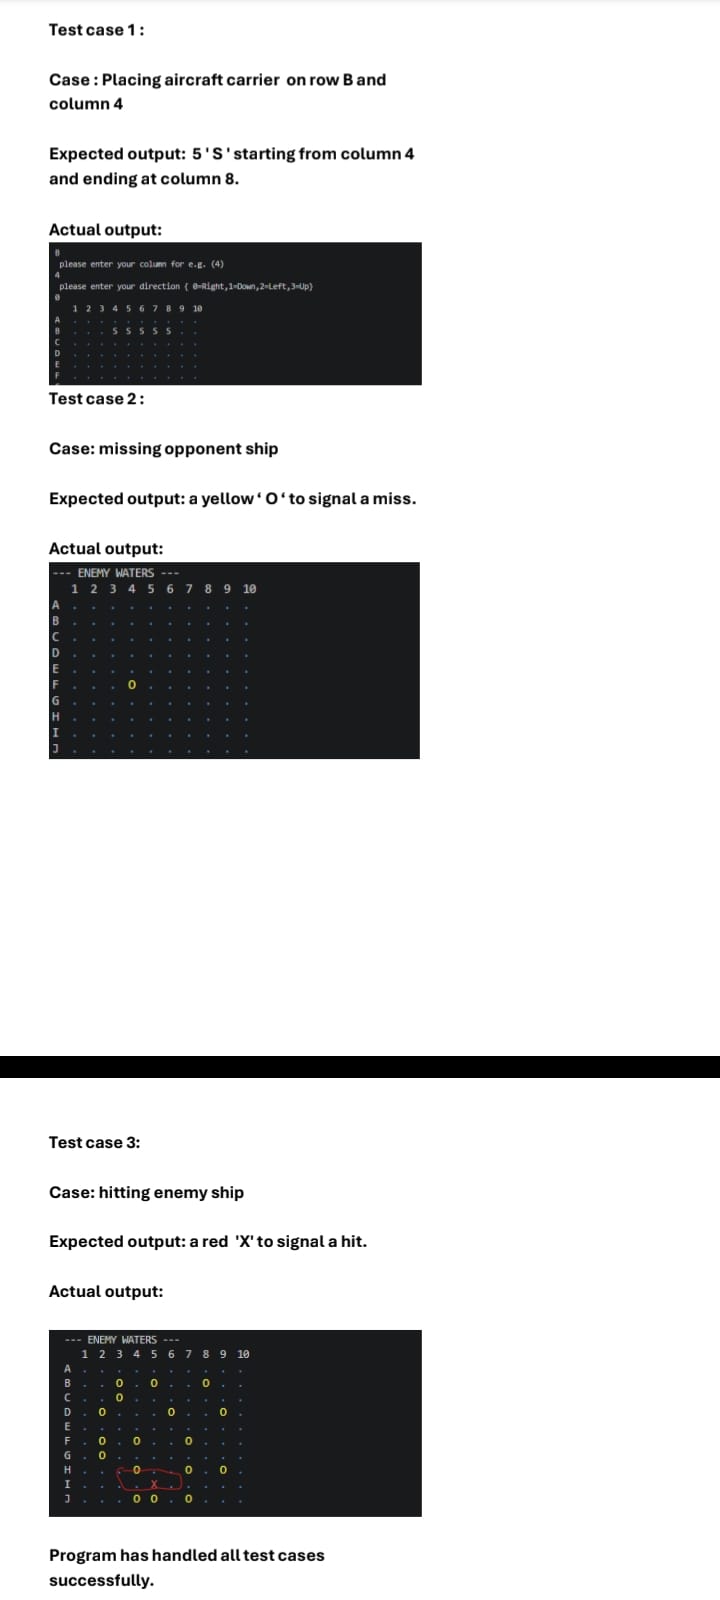 Test case 1 :
Case : Placing aircraft carrier on row B and
column 4
Expected output: 5 'S' starting from column 4
and ending at column 8.
Actual output:
B
please enter your column for e.g. (4)
4
please enter your direction ( 0=Right,1=Down,2=Left,3=Up)
0
1 2 3 4 5 6 7 8 9 10
A . . . . . . . . . .
B . . . S S S S S . .
C . . . . . . . . . .
D . . . . . . . . . .
E . . . . . . . . . .
F . . . . . . . . . .
Test case 2 :
Case: missing opponent ship
Expected output: a yellow ‘ O ‘ to signal a miss.
Actual output:
--- ENEMY WATERS ---
1 2 3 4 5 6 7 8 9 10
A . . . . . . . . . .
B . . . . . . . . . .
C . . . . . . . . . .
D . . . . . . . . . .
E . . . . . . . . . .
F . . . O . . . . . .
G . . . . . . . . . .
H . . . . . . . . . .
I . . . . . . . . . .
J . . . . . . . . . .
Test case 3:
Case: hitting enemy ship
Expected output: a red 'X' to signal a hit.
Actual output:
--- ENEMY WATERS ---
1 2 3 4 5 6 7 8 9 10
A . . . . . . . . . .
B . . O . O . . O . .
C . . O . . . . . . .
D . O . . . O . . O .
E . . . . . . . . . .
F . O . O . . O . . .
G . O . . . . . . . .
H . . . O . . O . O .
I . . . . X . . . . .
J . . . O O . O . . .
Program has handled all test cases
successfully.